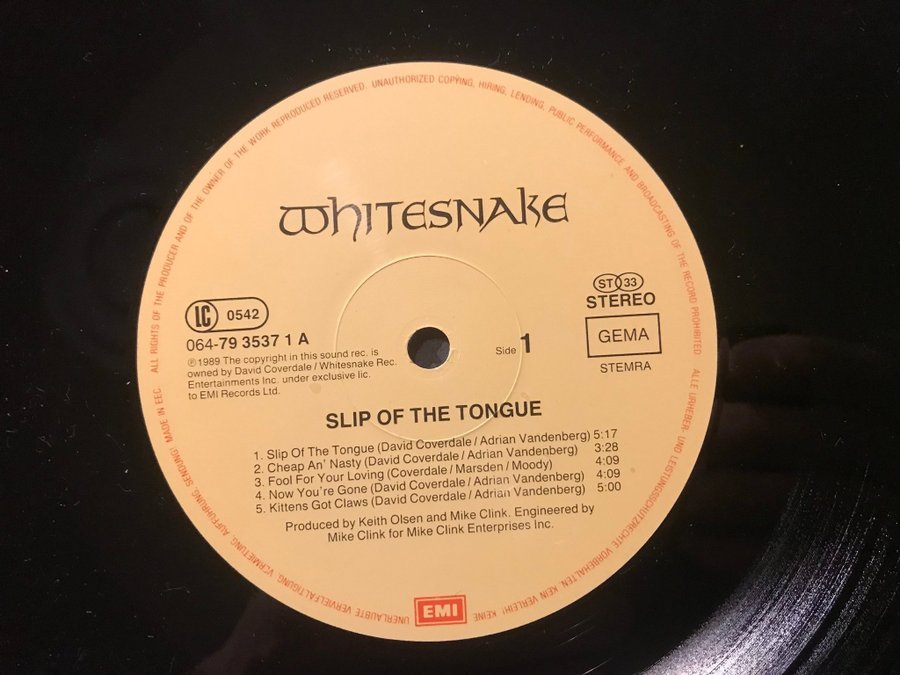 WHITESNAKE
LC 0542
064-79 3537 1 A
℗ 1989 The copyright in this sound rec. is
owned by David Coverdale / Whitesnake Rec.
Entertainments Inc. under exclusive lic.
to EMI Records Ltd.
Side 1
ST 33
STEREO
GEMA
STEMRA
SLIP OF THE TONGUE
1. Slip Of The Tongue (David Coverdale / Adrian Vandenberg) 5:17
2. Cheap An' Nasty (David Coverdale / Adrian Vandenberg) 3:28
3. Fool For Your Loving (Coverdale / Marsden / Moody) 4:09
4. Now You're Gone (David Coverdale / Adrian Vandenberg) 4:09
5. Kittens Got Claws (David Coverdale / Adrian Vandenberg) 5:00
Produced by Keith Olsen and Mike Clink. Engineered by
Mike Clink for Mike Clink Enterprises Inc.
EMI
ALL RIGHTS OF THE PRODUCER AND OF THE OWNER OF THE WORK REPRODUCED RESERVED. UNAUTHORIZED COPYING, HIRING, LENDING, PUBLIC PERFORMANCE AND BROADCASTING OF THE RECORD PROHIBITED. ALLE URHEBER- UND LEISTUNGSSCHUTZRECHTE VORBEHALTEN. KEIN VERLEIH! KEINE UNERLAUBTE VERVIELFÄLTIGUNG, VERMIETUNG, AUFFÜHRUNG, SENDUNG! MADE IN EEC.